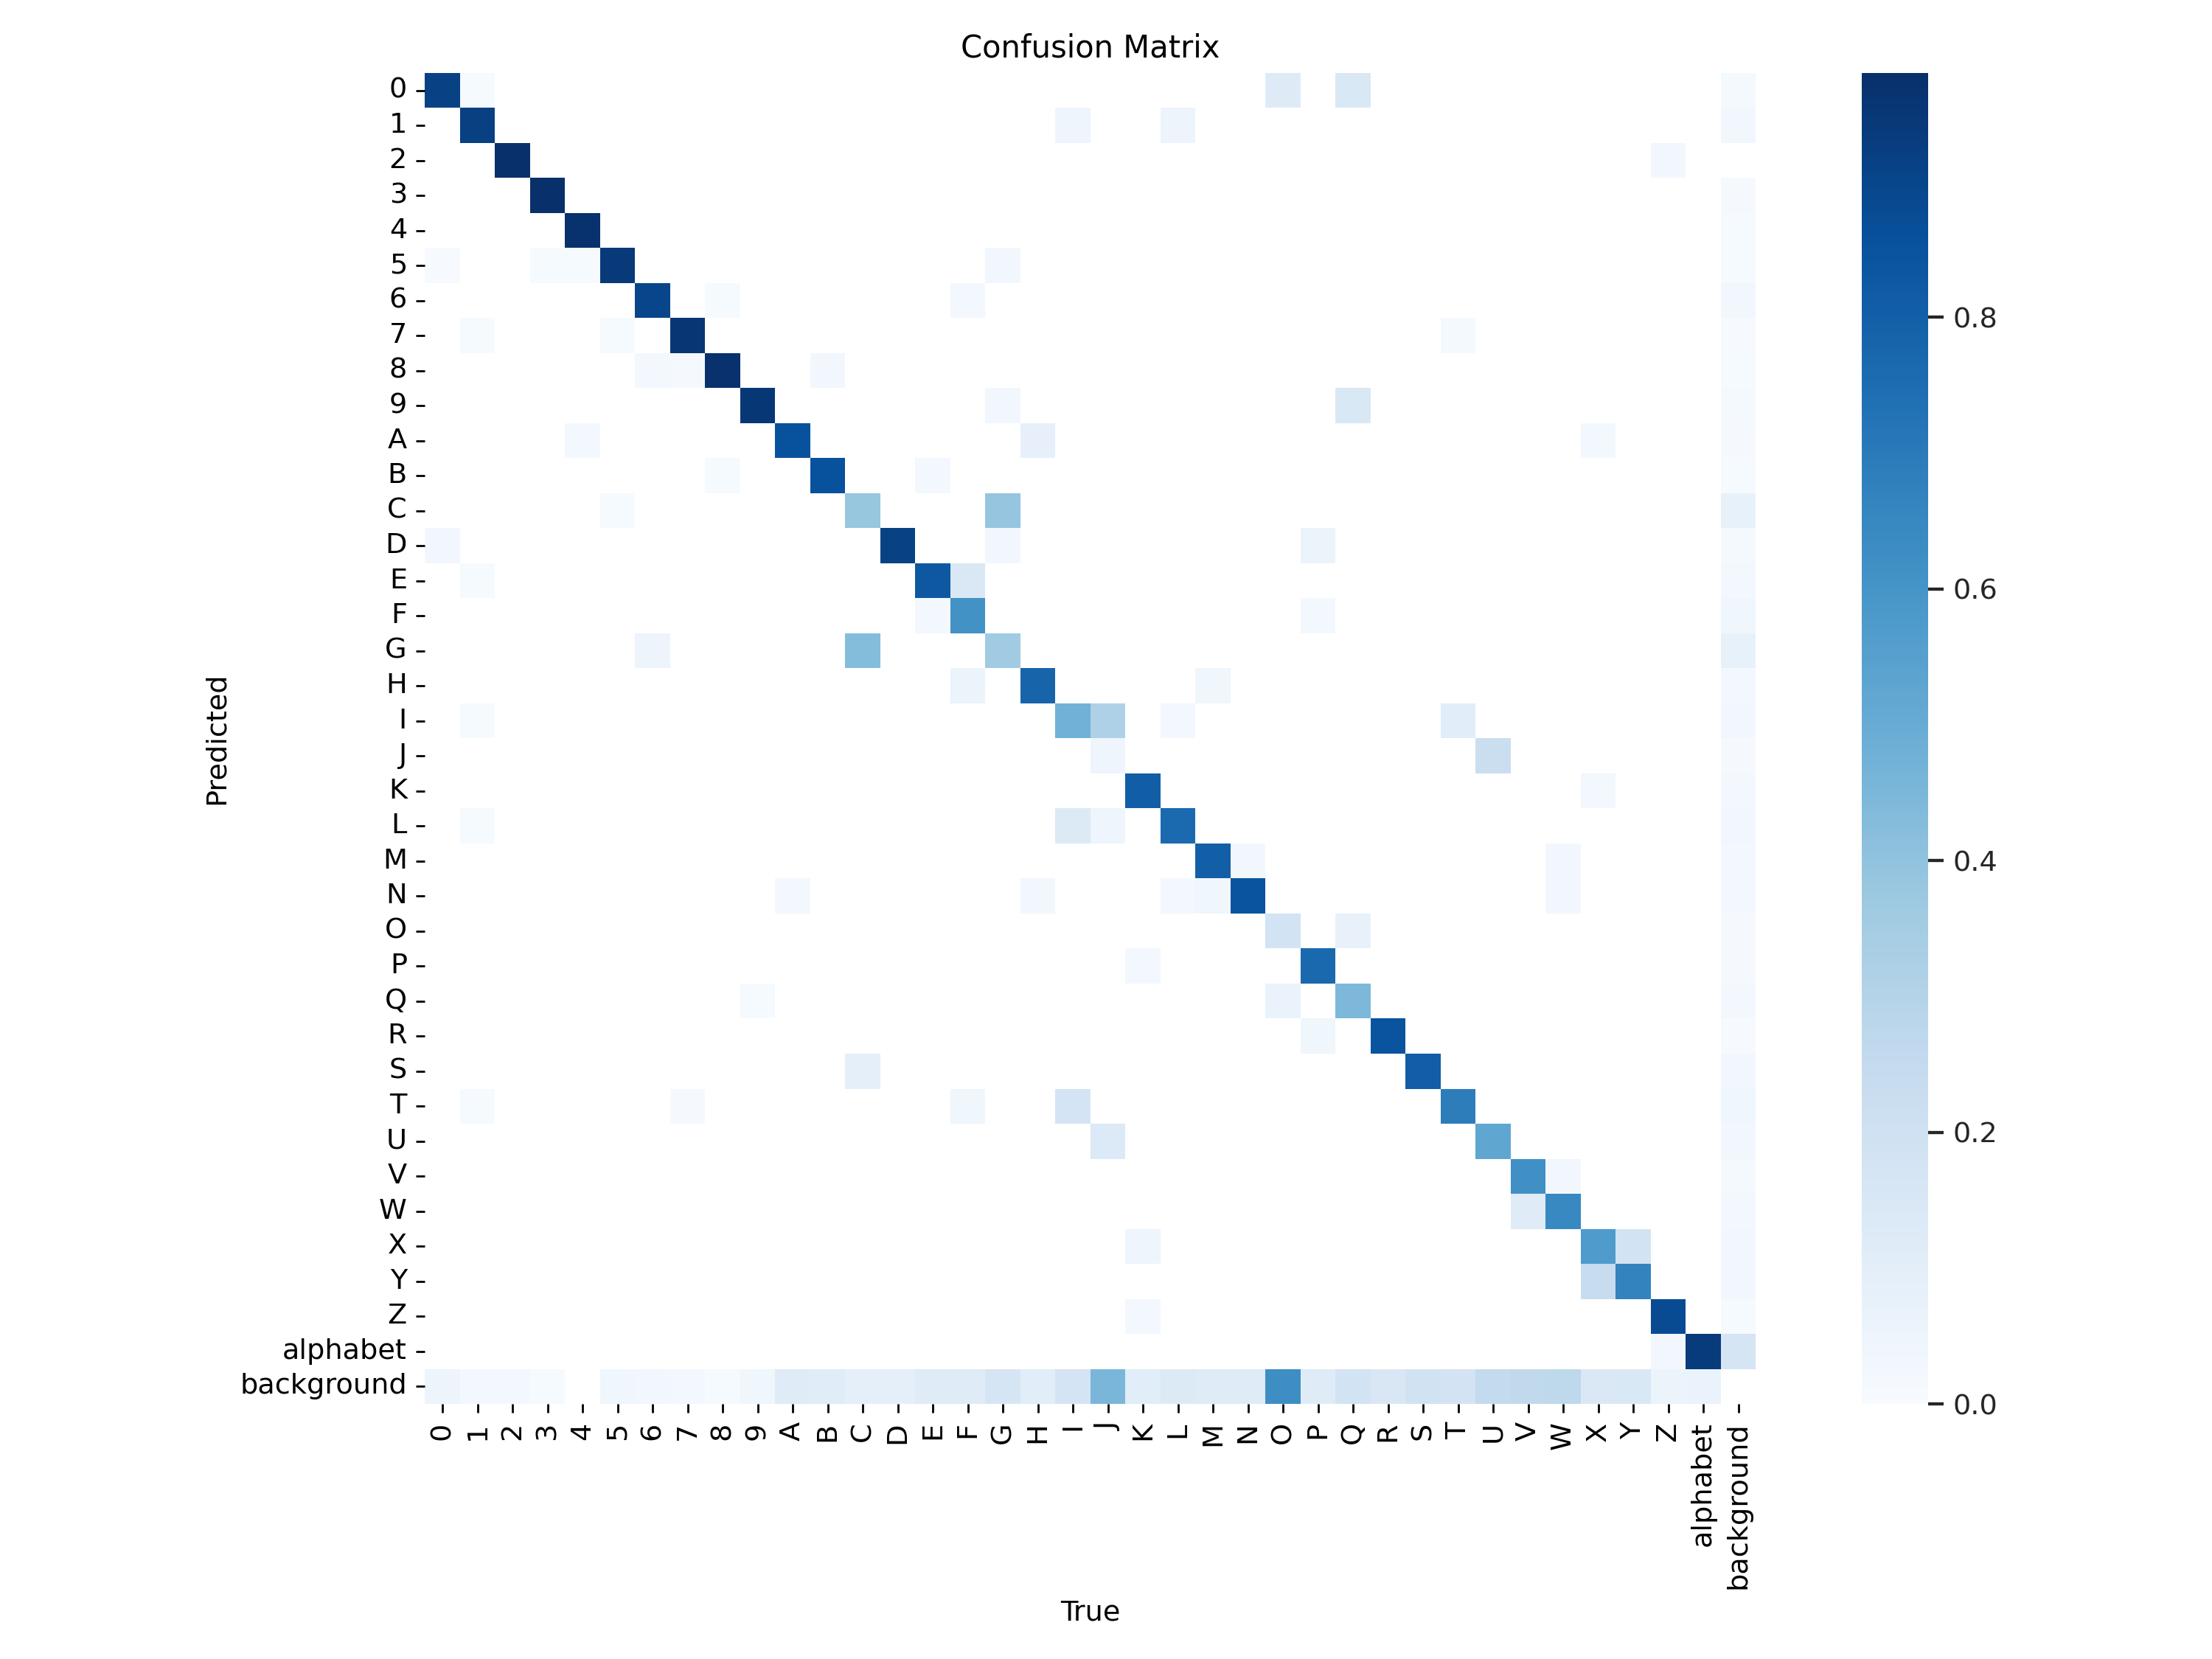 Confusion Matrix
0
1
2
3
4
5
6
7
8
9
A
B
C
D
E
F
G
H
I
J
K
L
M
N
O
P
Q
R
S
T
U
V
W
X
Y
Z
alphabet
background
Predicted
0 1 2 3 4 5 6 7 8 9 A B C D E F G H I J K L M N O P Q R S T U V W X Y Z alphabet background
True
0.8
0.6
0.4
0.2
0.0